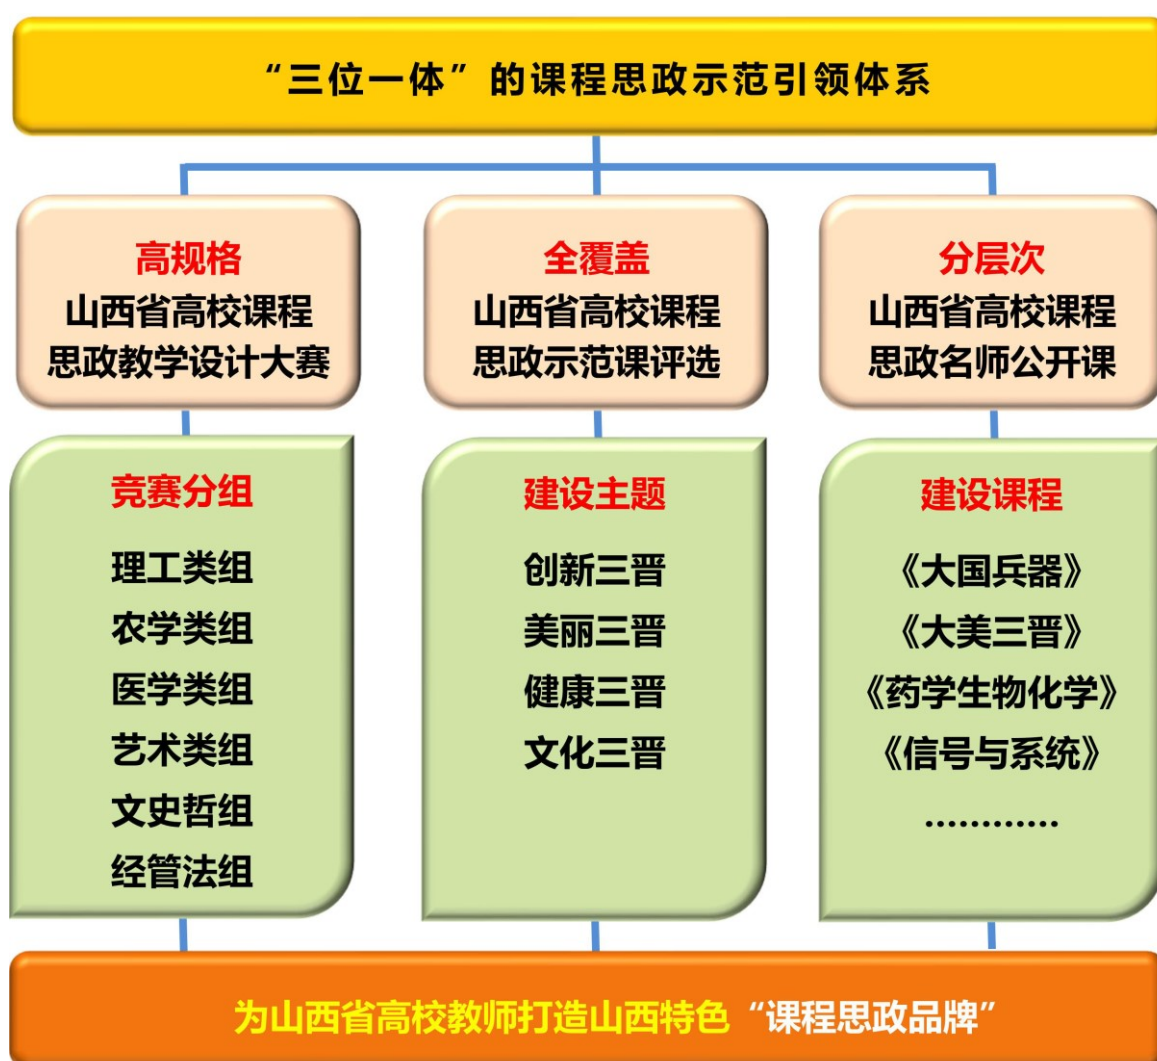 “三位一体”的课程思政示范引领体系
高规格
山西省高校课程
思政教学设计大赛
竞赛分组
理工类组
农学类组
医学类组
艺术类组
文史哲组
经管法组
全覆盖
山西省高校课程
思政示范课评选
建设主题
创新三晋
美丽三晋
健康三晋
文化三晋
分层次
山西省高校课程
思政名师公开课
建设课程
《大国兵器》
《大美三晋》
《药学生物化学》
《信号与系统》
…………
为山西省高校教师打造山西特色“课程思政品牌”